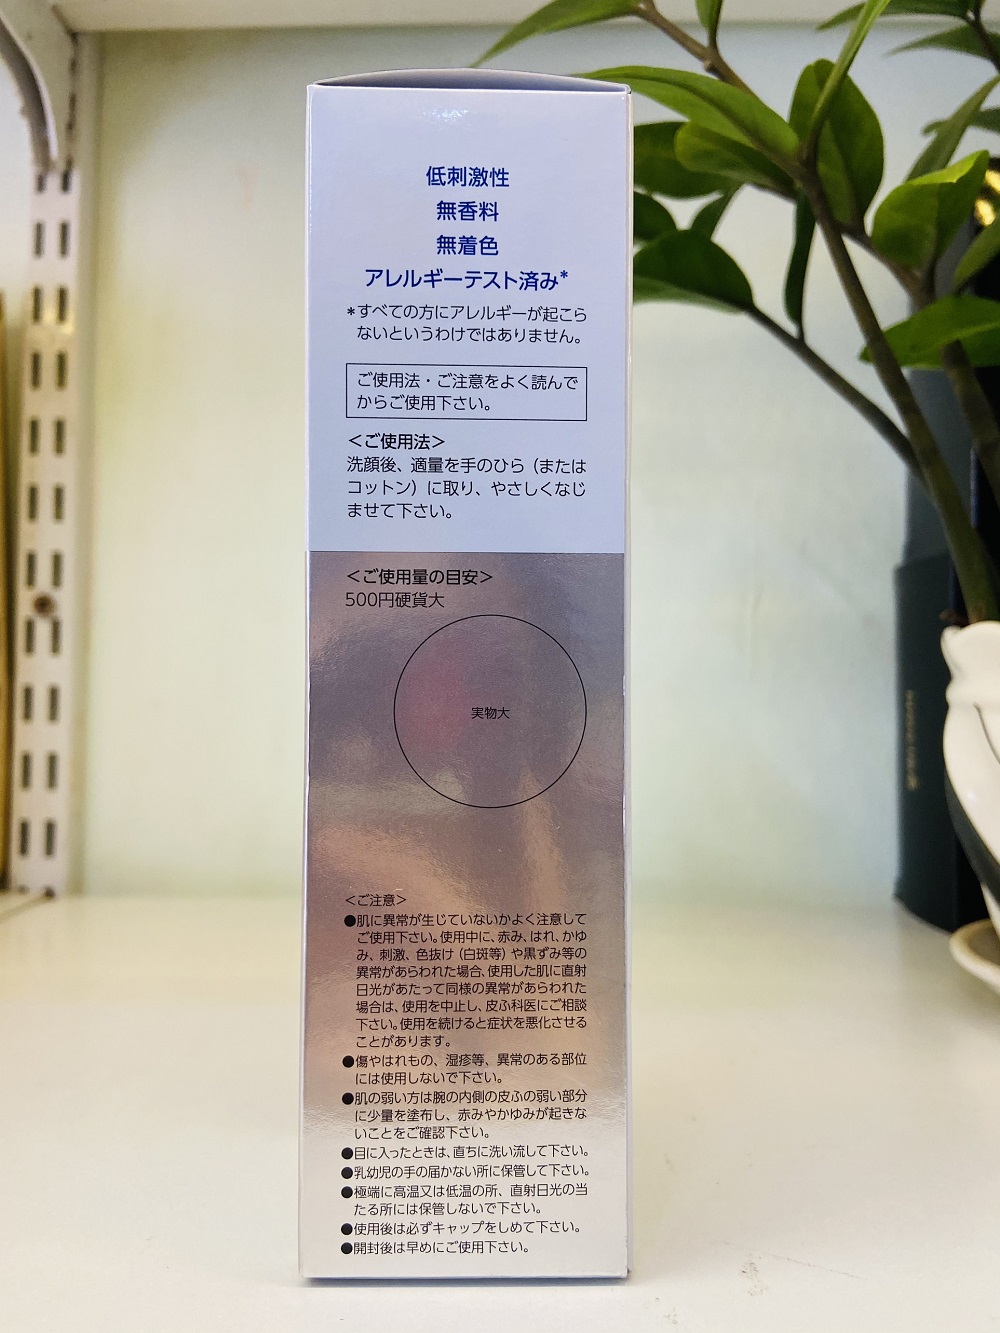 低刺激性
無香料
無着色
アレルギーテスト済み*
*すべての方にアレルギーが起こら
ないというわけではありません。
ご使用法・ご注意をよく読んで
からご使用下さい。
＜ご使用法＞
洗顔後、適量を手のひら（または
コットン）に取り、やさしくなじ
ませて下さい。
＜ご使用量の目安＞
500円硬貨大
実物大
＜ご注意＞
●肌に異常が生じていないかよく注意して
ご使用下さい。使用中に、赤み、はれ、かゆ
み、刺激、色抜け（白斑等）や黒ずみ等の
異常があらわれた場合、使用した肌に直射
日光があたって同様の異常があらわれた
場合は、使用を中止し、皮ふ科医にご相談
下さい。使用を続けると症状を悪化させる
ことがあります。
●傷やはれもの、湿疹等、異常のある部位
には使用しないで下さい。
●肌の弱い方は腕の内側の皮ふの弱い部分
に少量を塗布し、赤みやかゆみが起きな
いことをご確認下さい。
●目に入ったときは、直ちに洗い流して下さい。
●乳幼児の手の届かない所に保管して下さい。
●極端に高温又は低温の所、直射日光の当
たる所には保管しないで下さい。
●使用後は必ずキャップをしめて下さい。
●開封後は早めにご使用下さい。